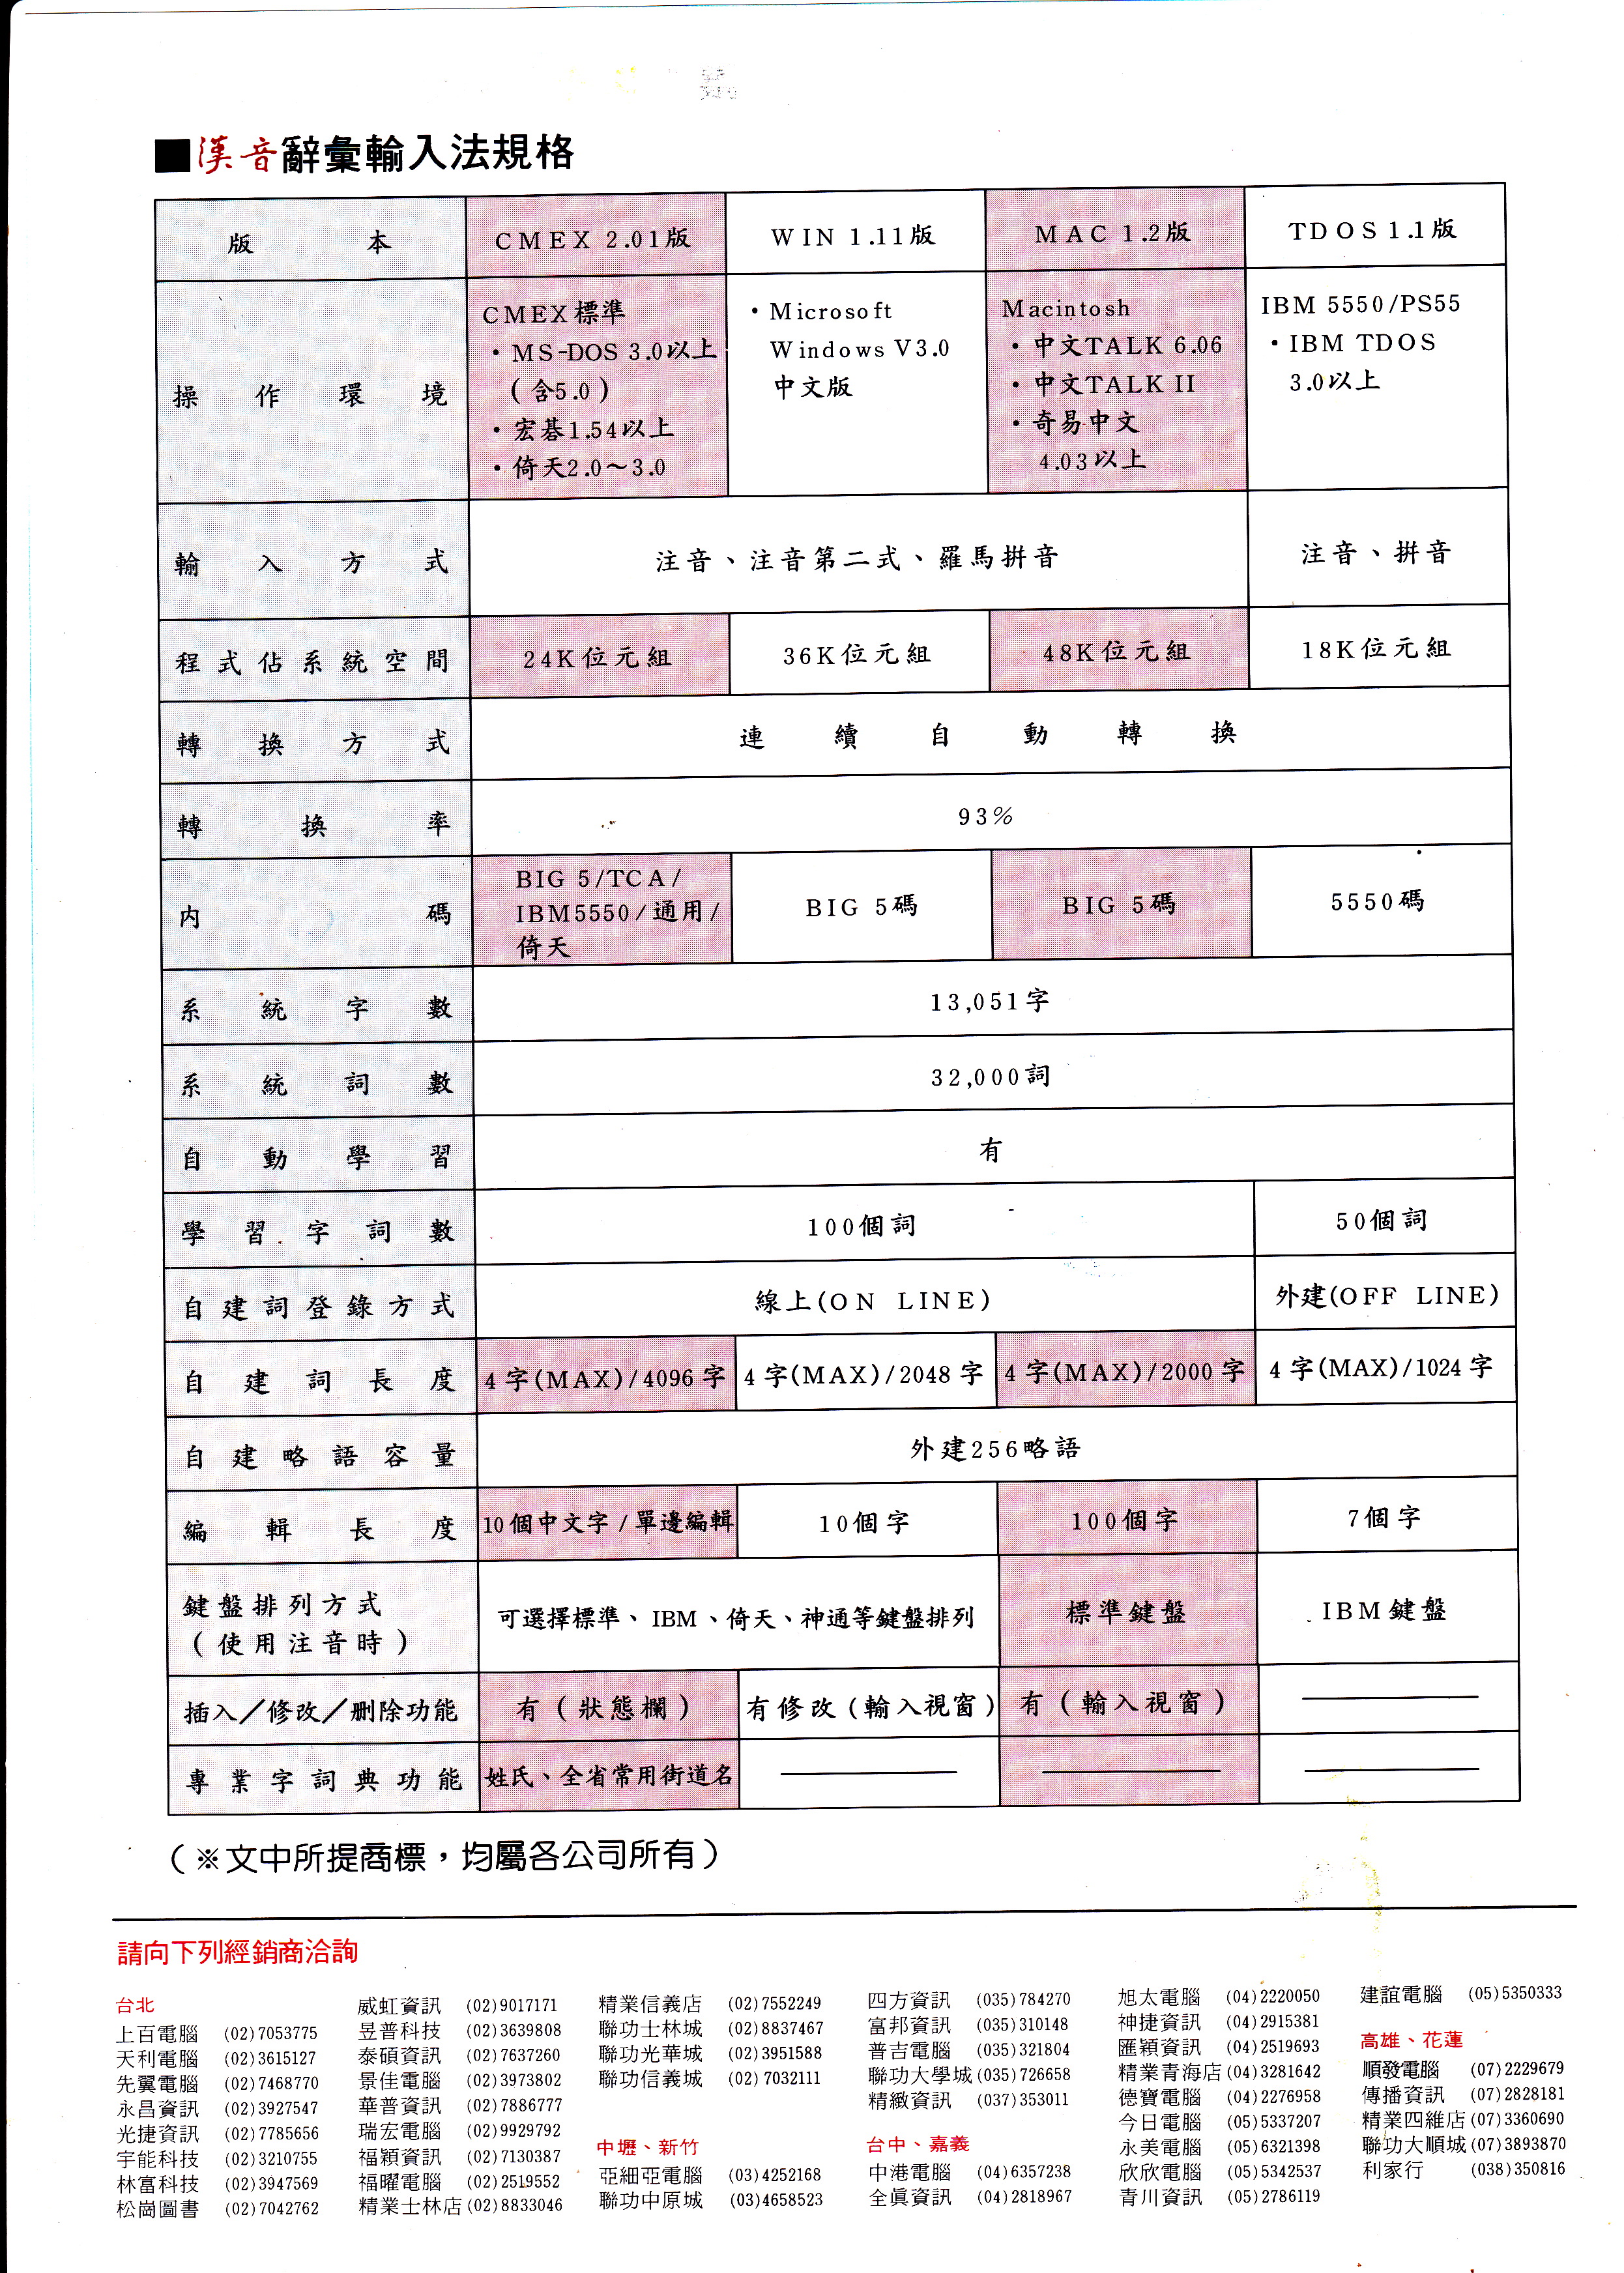 ■漢音辭彙輸入法規格
版本 CMEX 2.01版 WIN 1.11版 MAC 1.2版 TDOS 1.1版
操作環境
CMEX標準
・MS-DOS 3.0以上
(含5.0)
・宏碁1.54以上
・倚天2.0~3.0
・Microsoft
Windows V3.0
中文版
Macintosh
・中文TALK 6.06
・中文TALK II
・奇易中文
4.03以上
IBM 5550/PS55
・IBM TDOS
3.0以上
輸入方式 注音、注音第二式、羅馬拼音 注音、拼音
程式佔系統空間 24K位元組 36K位元組 48K位元組 18K位元組
轉換方式 連續自動轉換
轉換率 93%
內碼
BIG 5/TCA/
IBM5550/通用/
倚天
BIG 5碼 BIG 5碼 5550碼
系統字數 13,051字
系統詞數 32,000詞
自動學習 有
學習字詞數 100個詞 50個詞
自建詞登錄方式 線上(ON LINE) 外建(OFF LINE)
自建詞長度 4字(MAX)/4096字 4字(MAX)/2048字 4字(MAX)/2000字 4字(MAX)/1024字
自建略語容量 外建256略語
編輯長度 10個中文字/單邊編輯 10個字 100個字 7個字
鍵盤排列方式
(使用注音時)
可選擇標準、IBM、倚天、神通等鍵盤排列 標準鍵盤 IBM鍵盤
插入/修改/刪除功能 有(狀態欄) 有修改(輸入視窗) 有(輸入視窗) ———
專業字詞典功能 姓氏、全省常用街道名 ——— ——— ———
(※文中所提商標,均屬各公司所有)
請向下列經銷商洽詢
台北
上百電腦 (02)7053775
天利電腦 (02)3615127
先翼電腦 (02)7468770
永昌資訊 (02)3927547
光捷資訊 (02)7785656
宇能科技 (02)3210755
林富科技 (02)3947569
松崗圖書 (02)7042762
威虹資訊 (02)9017171
昱普科技 (02)3639808
泰碩資訊 (02)7637260
景佳電腦 (02)3973802
華普資訊 (02)7886777
瑞宏電腦 (02)9929792
福穎資訊 (02)7130387
福曜電腦 (02)2519552
精業士林店 (02)8833046
精業信義店 (02)7552249
聯功士林城 (02)8837467
聯功光華城 (02)3951588
聯功信義城 (02) 7032111
中壢、新竹
亞細亞電腦 (03)4252168
聯功中原城 (03)4658523
四方資訊 (035)784270
富邦資訊 (035)310148
普吉電腦 (035)321804
聯功大學城 (035)726658
精緻資訊 (037)353011
台中、嘉義
中港電腦 (04)6357238
全眞資訊 (04)2818967
旭太電腦 (04)2220050
神捷資訊 (04)2915381
匯穎資訊 (04)2519693
精業青海店 (04)3281642
德寶電腦 (04)2276958
今日電腦 (05)5337207
永美電腦 (05)6321398
欣欣電腦 (05)5342537
青川資訊 (05)2786119
建誼電腦 (05)5350333
高雄、花蓮
順發電腦 (07)2229679
傳播資訊 (07)2828181
精業四維店 (07)3360690
聯功大順城 (07)3893870
利家行 (038)350816